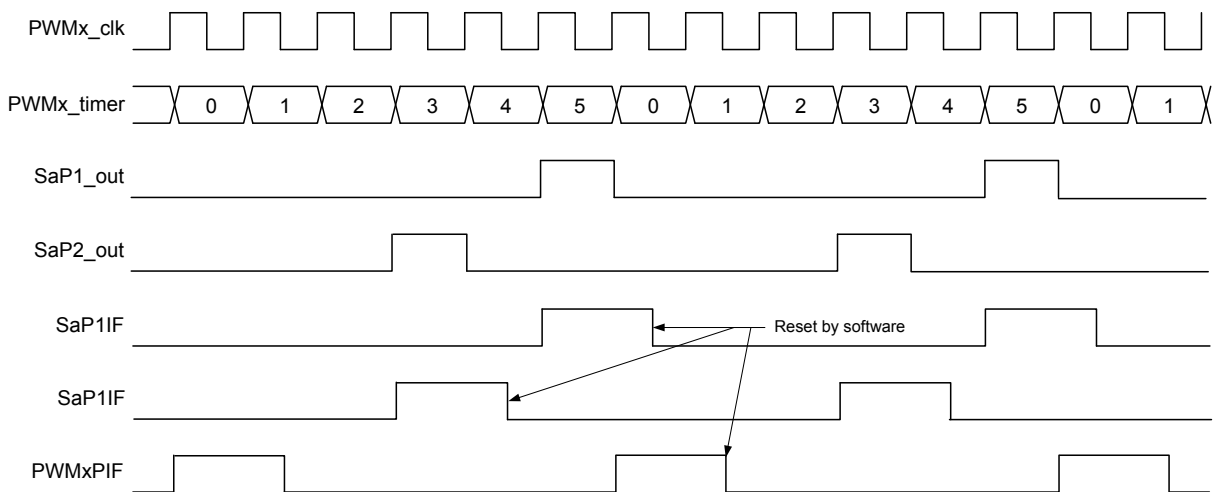 PWMx_clk
PWMx_timer 0 1 2 3 4 5 0 1 2 3 4 5 0 1
SaP1_out
SaP2_out
SaP1IF Reset by software
SaP1IF
PWMxPIF